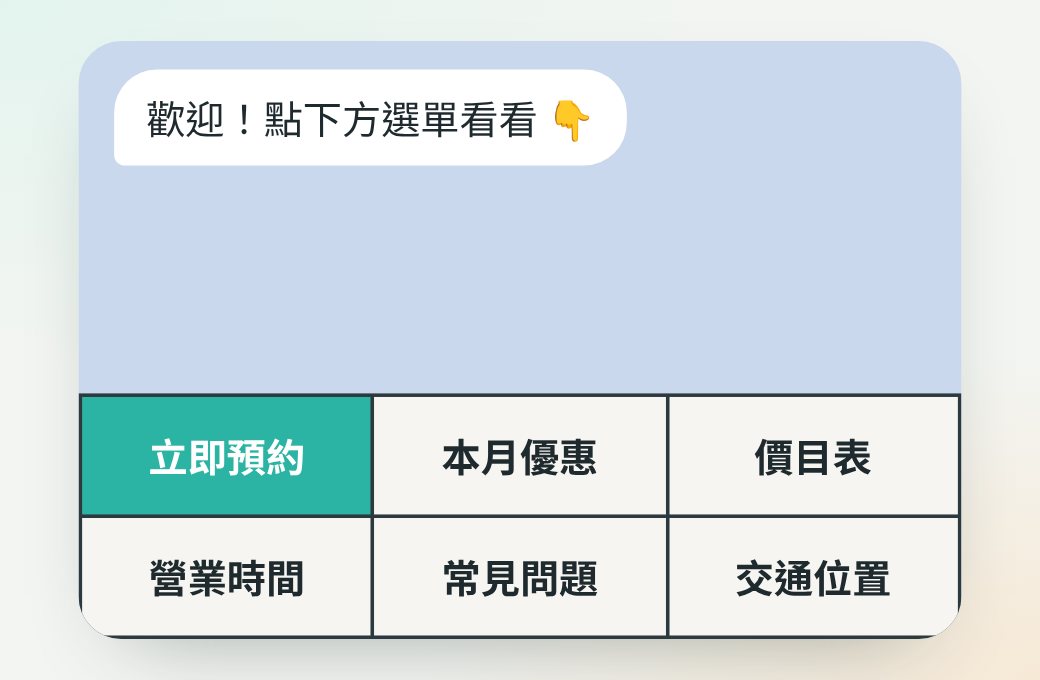 歡迎！點下方選單看看 👇
立即預約
本月優惠
價目表
營業時間
常見問題
交通位置